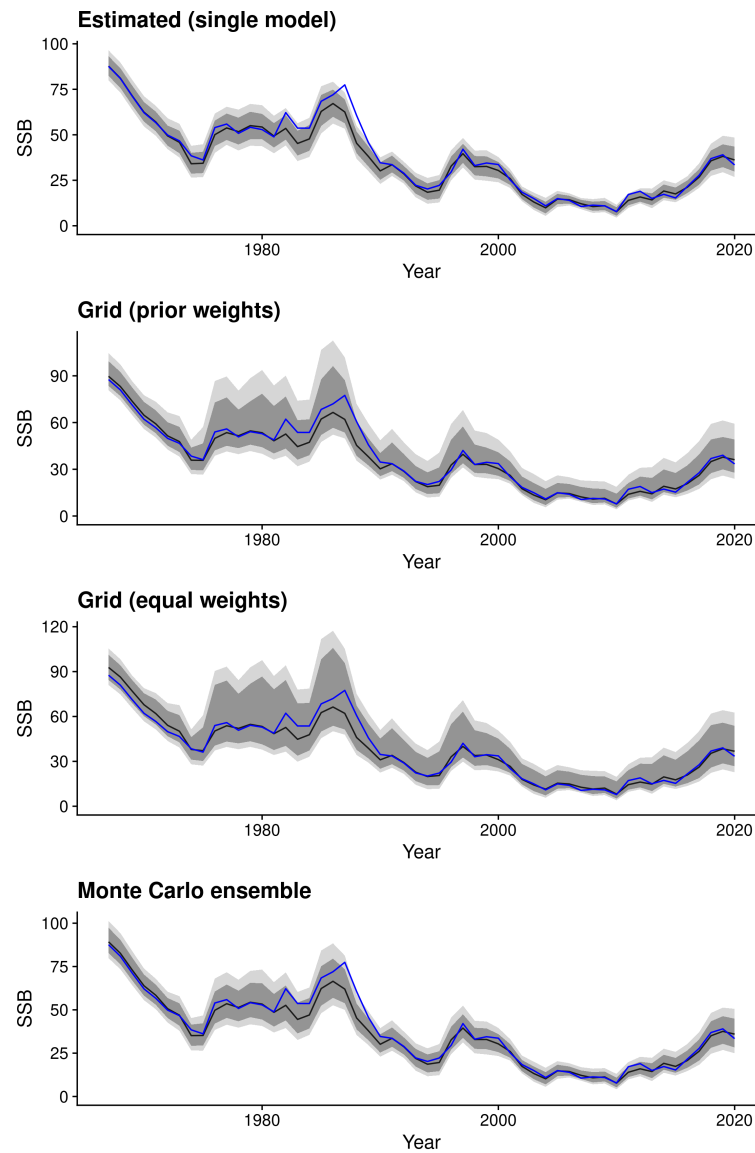 Estimated (single model)
100
75
50
25
0
SSB
1980
2000
2020
Year
Grid (prior weights)
90
60
30
0
SSB
1980
2000
2020
Year
Grid (equal weights)
120
90
60
30
0
SSB
1980
2000
2020
Year
Monte Carlo ensemble
100
75
50
25
0
SSB
1980
2000
2020
Year